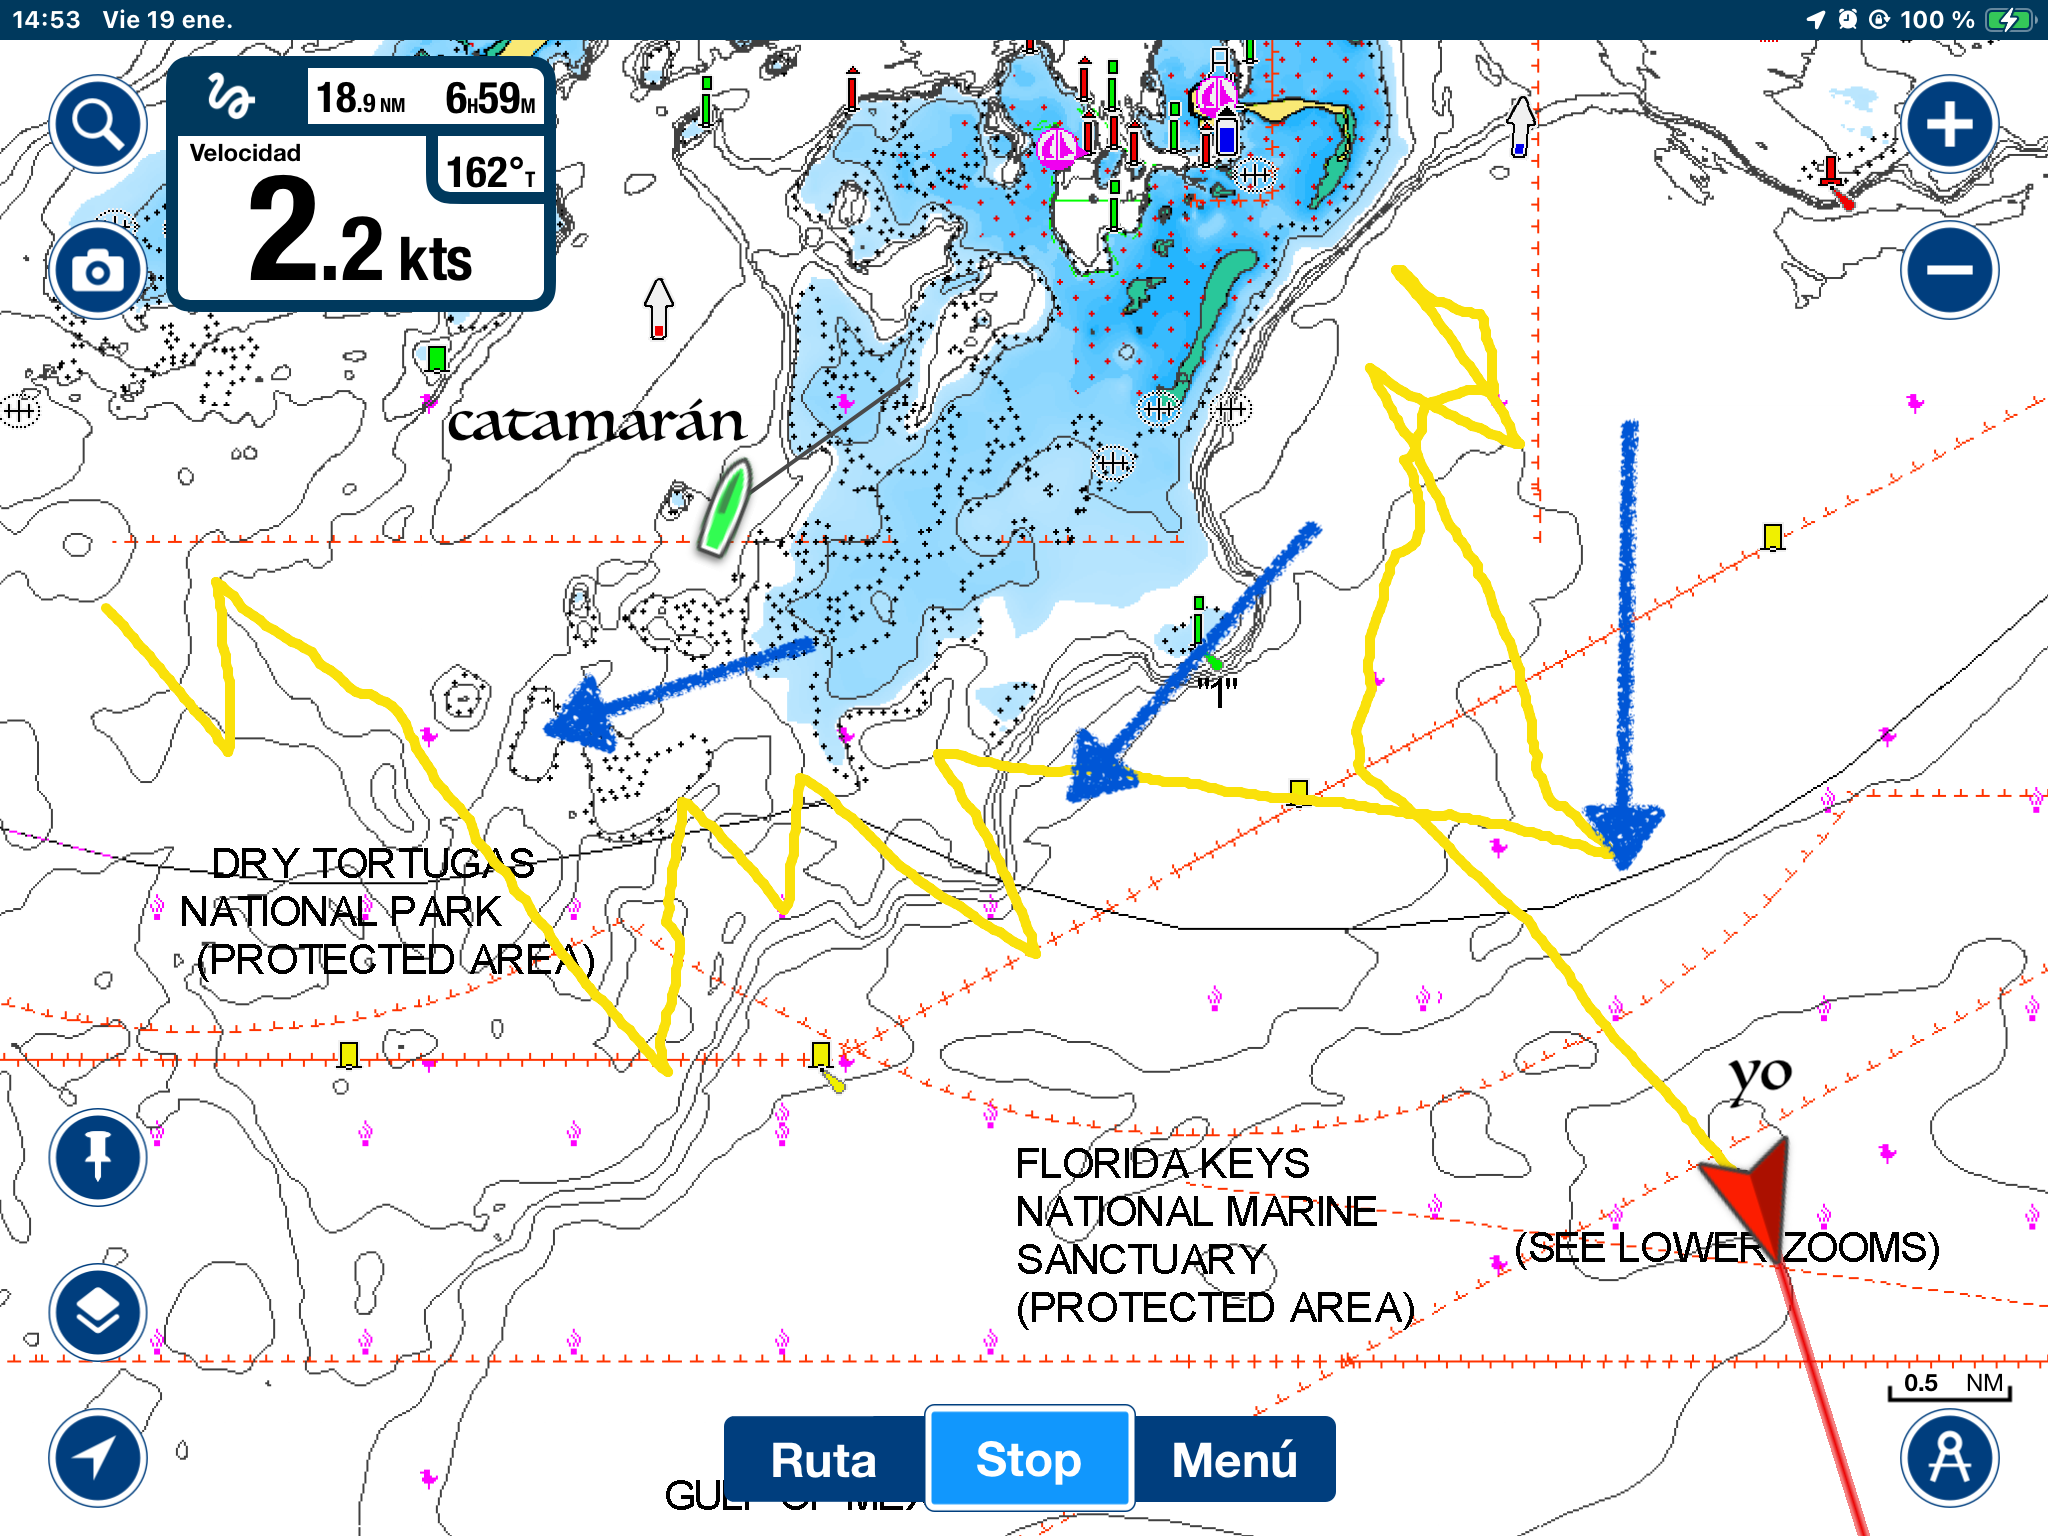 14:53 Vie 19 ene. 100 %
18.9 NM 6H59M
Velocidad
162°T
2.2 kts
catamarán
"1"
DRY TORTUGAS
NATIONAL PARK
(PROTECTED AREA)
yo
FLORIDA KEYS
NATIONAL MARINE
SANCTUARY
(PROTECTED AREA)
(SEE LOWER ZOOMS)
0.5 NM
Ruta Stop Menú